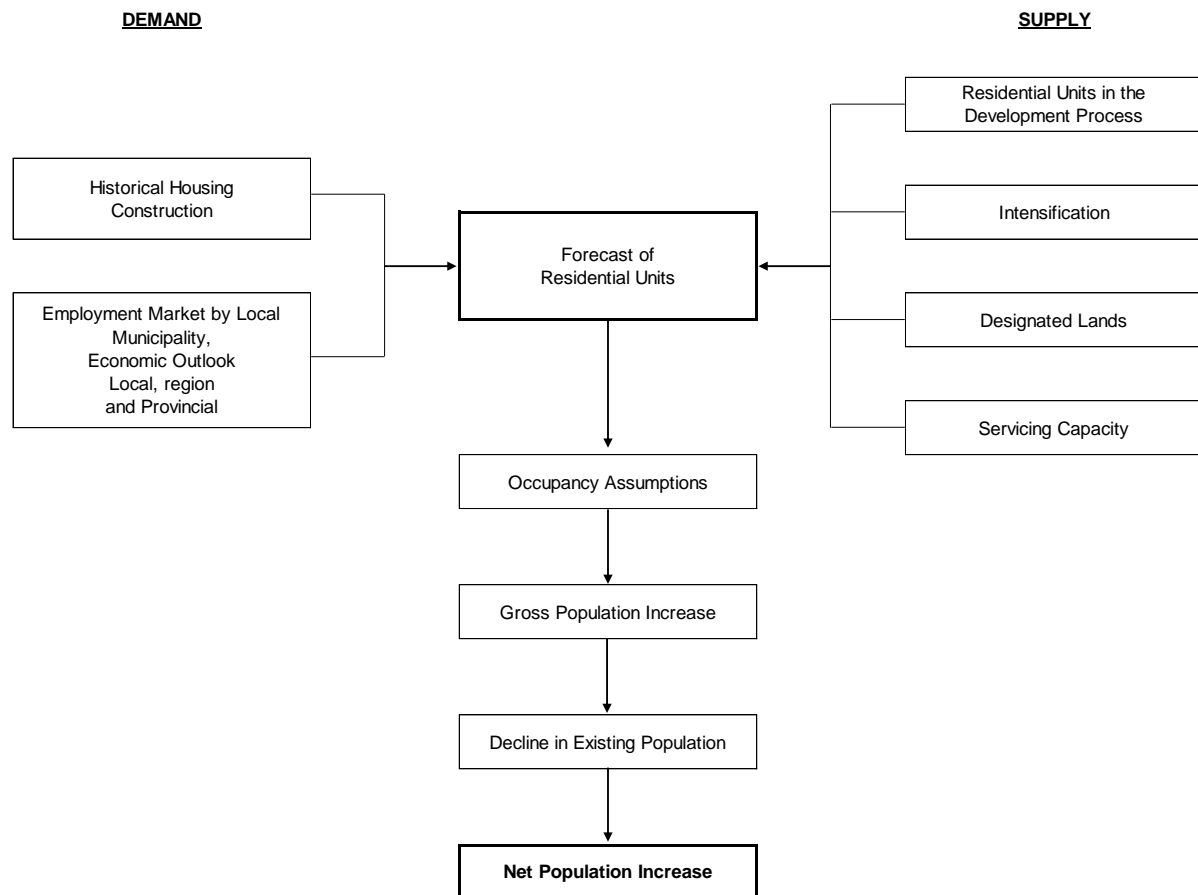 DEMAND
SUPPLY
Residential Units in the
Development Process
Historical Housing
Construction
Intensification
Forecast of
Residential Units
Employment Market by Local
Municipality,
Economic Outlook
Local, region
and Provincial
Designated Lands
Servicing Capacity
Occupancy Assumptions
Gross Population Increase
Decline in Existing Population
Net Population Increase